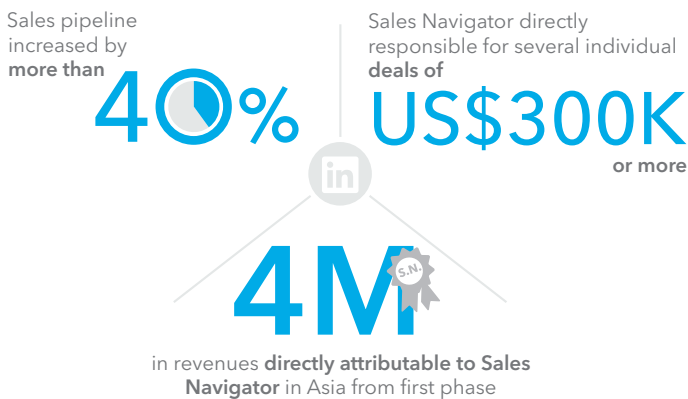 Sales pipeline
increased by
more than
40%
Sales Navigator directly
responsible for several individual
deals of
US$300K
or more
in
4M
S.N.
in revenues directly attributable to Sales
Navigator in Asia from first phase